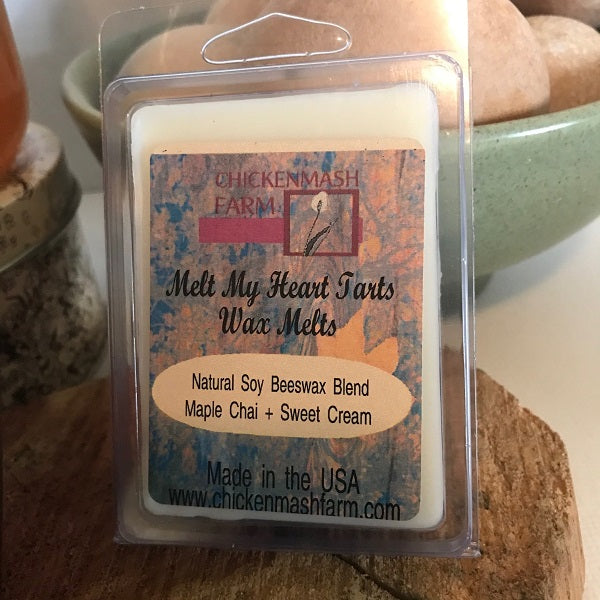 CHICKENMASH
FARM
Melt My Heart Tarts
Wax Melts
Natural Soy Beeswax Blend
Maple Chai + Sweet Cream
Made in the USA
www.chickenmashfarm.com